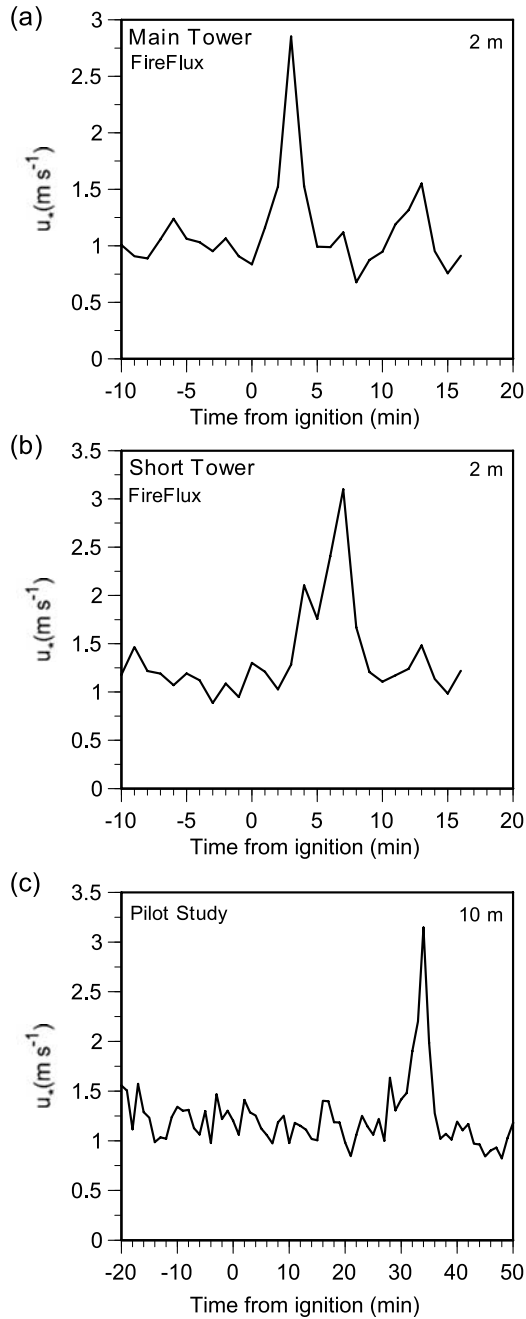 (a)
Main Tower
FireFlux
2 m
3
2.5
2
1.5
1
0.5
0
u*(m s-1)
-10 -5 0 5 10 15 20
Time from ignition (min)
(b)
Short Tower
FireFlux
2 m
3.5
3
2.5
2
1.5
1
0.5
0
u*(m s-1)
-10 -5 0 5 10 15 20
Time from ignition (min)
(c)
Pilot Study
10 m
3.5
3
2.5
2
1.5
1
0.5
0
u*(m s-1)
-20 -10 0 10 20 30 40 50
Time from ignition (min)